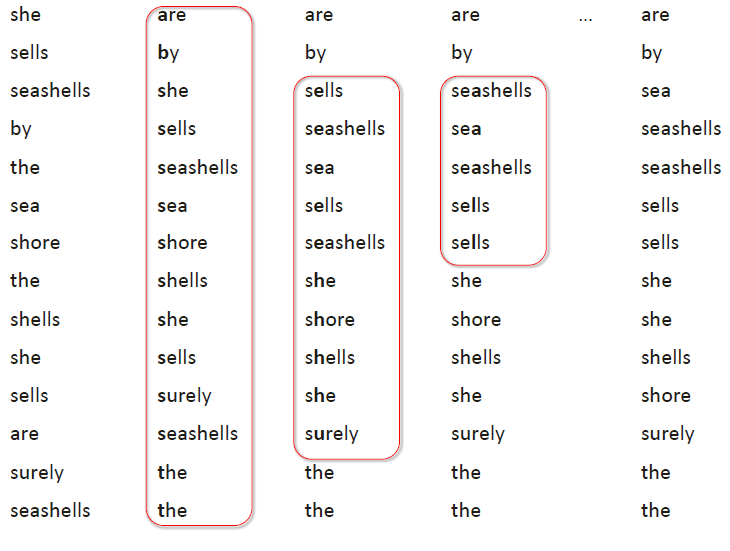 she are are are ... are
sells by by by by
seashells she sells seashells sea
by sells seashells sea seashells
the seashells sea seashells seashells
sea sea sells sells sells
shore shore seashells sells sells
the shells she she she
shells she shore shore she
she sells shells shells shells
sells surely she she shore
are seashells surely surely surely
surely the the the the
seashells the the the the